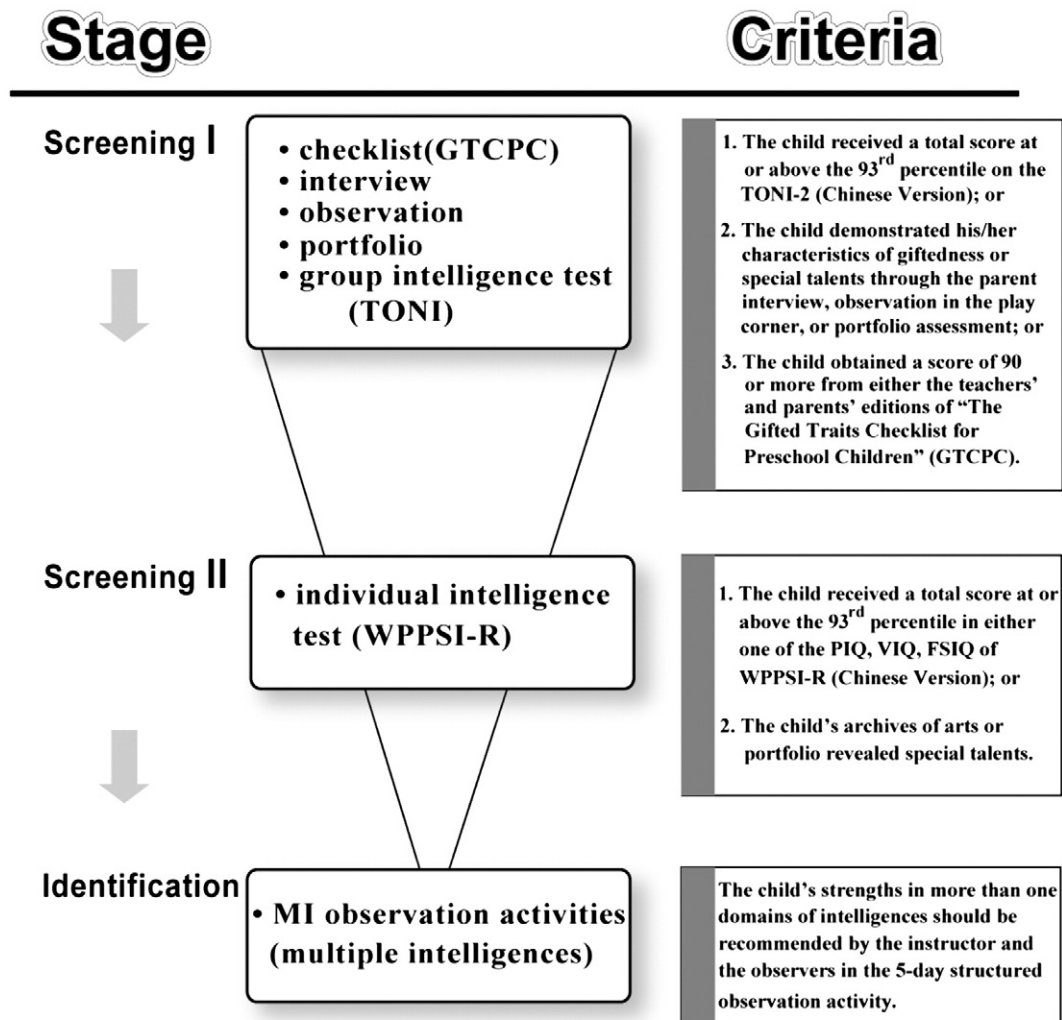 Stage
Criteria
Screening I
• checklist(GTCPC)
• interview
• observation
• portfolio
• group intelligence test
(TONI)
1. The child received a total score at
or above the 93rd percentile on the
TONI-2 (Chinese Version); or
2. The child demonstrated his/her
characteristics of giftedness or
special talents through the parent
interview, observation in the play
corner, or portfolio assessment; or
3. The child obtained a score of 90
or more from either the teachers’
and parents’ editions of “The
Gifted Traits Checklist for
Preschool Children” (GTCPC).
Screening II
• individual intelligence
test (WPPSI-R)
1. The child received a total score at or
above the 93rd percentile in either
one of the PIQ, VIQ, FSIQ of
WPPSI-R (Chinese Version); or
2. The child’s archives of arts or
portfolio revealed special talents.
Identification
• MI observation activities
(multiple intelligences)
The child’s strengths in more than one
domains of intelligences should be
recommended by the instructor and
the observers in the 5-day structured
observation activity.